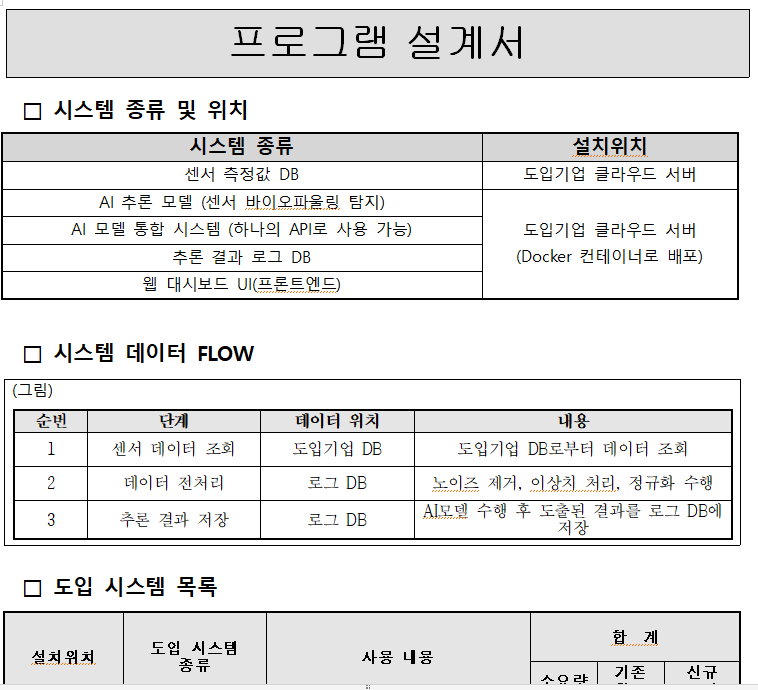 프로그램 설계서
□ 시스템 종류 및 위치
시스템 종류 설치위치
센서 측정값 DB 도입기업 클라우드 서버
AI 추론 모델 (센서 바이오파울링 탐지)
AI 모델 통합 시스템 (하나의 API로 사용 가능)
도입기업 클라우드 서버
(Docker 컨테이너로 배포)
추론 결과 로그 DB
웹 대시보드 UI(프론트엔드)
□ 시스템 데이터 FLOW
(그림)
순번 단계 데이터 위치 내용
1 센서 데이터 조회 도입기업 DB 도입기업 DB로부터 데이터 조회
2 데이터 전처리 로그 DB 노이즈 제거, 이상치 처리, 정규화 수행
3 추론 결과 저장 로그 DB AI모델 수행 후 도출된 결과를 로그 DB에
저장
□ 도입 시스템 목록
설치위치
도입 시스템
종류
사용 내용
합 계
소요량 기존 신규